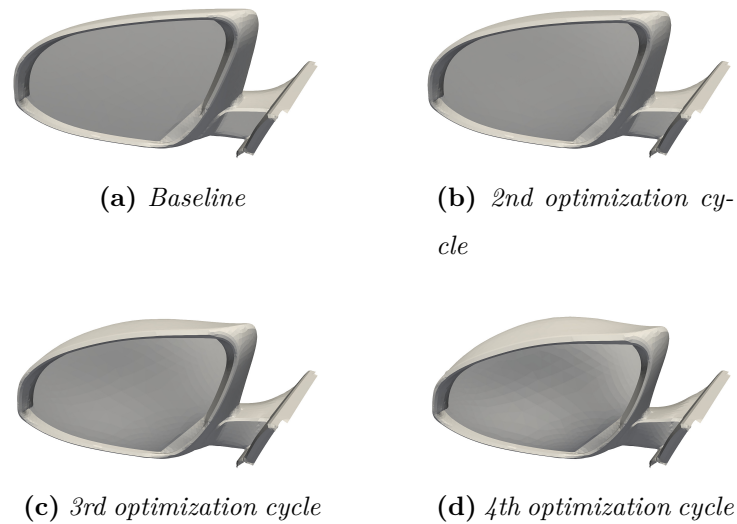 (a) Baseline
(b) 2nd optimization cy-
cle
(c) 3rd optimization cycle
(d) 4th optimization cycle